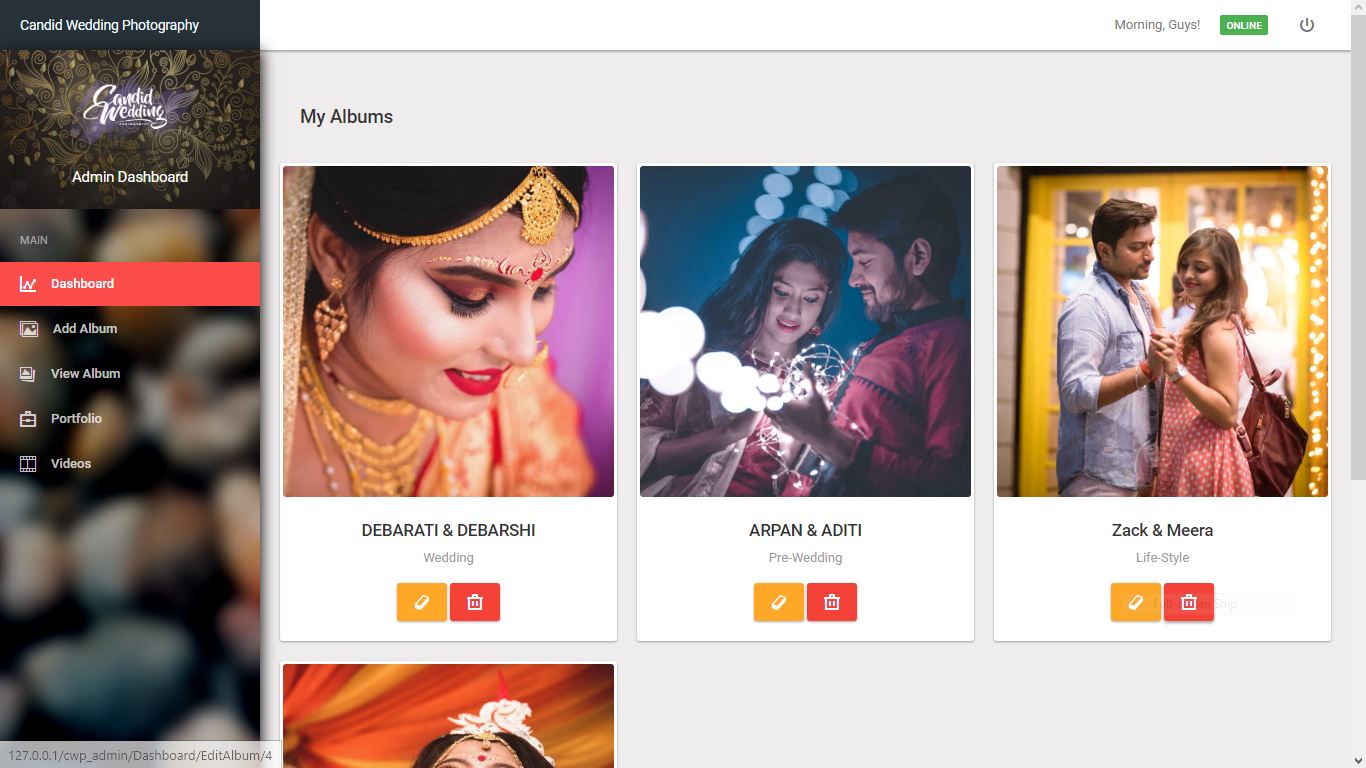 Candid Wedding Photography
Morning, Guys!
ONLINE
Candid
Wedding
Admin Dashboard
My Albums
MAIN
Dashboard
Add Album
View Album
Portfolio
Videos
DEBARATI & DEBARSHI
Wedding
ARPAN & ADITI
Pre-Wedding
Zack & Meera
Life-Style
Snip
127.0.0.1/cwp_admin/Dashboard/EditAlbum/4